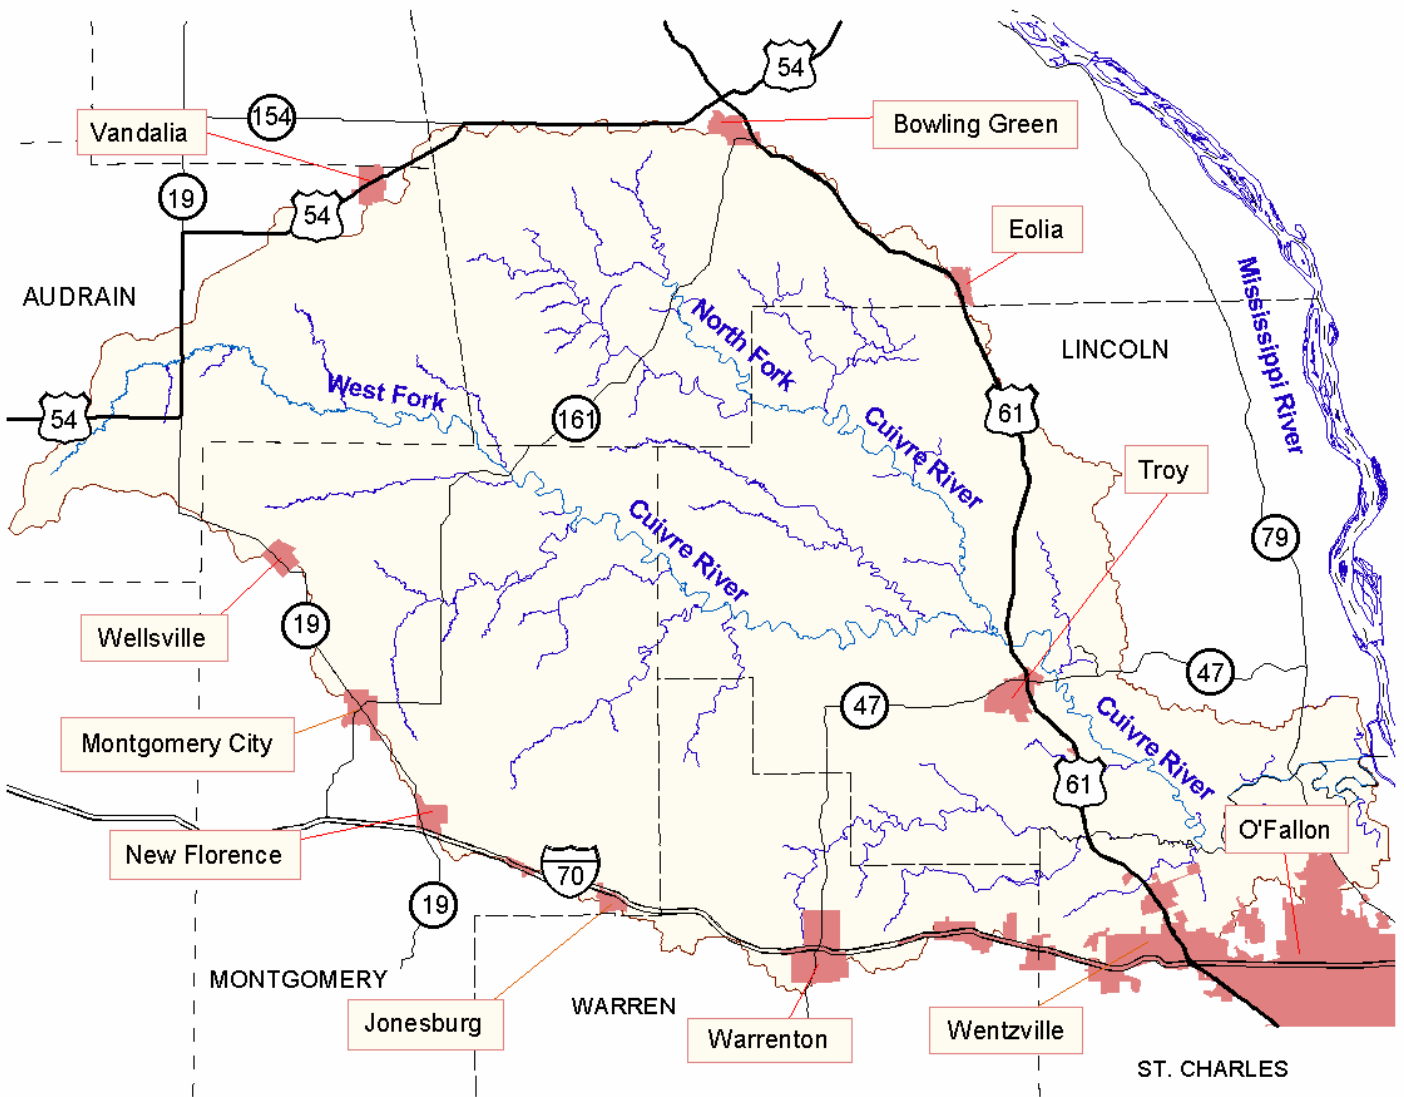 54
154
Vandalia
Bowling Green
19
54
Eolia
AUDRAIN
Mississippi River
North Fork
LINCOLN
West Fork
54
161
61
Cuivre River
Troy
Cuivre River
79
Wellsville
19
47
47
Montgomery City
Cuivre River
61
New Florence
O'Fallon
70
19
MONTGOMERY
WARREN
Jonesburg
Warrenton
Wentzville
ST. CHARLES